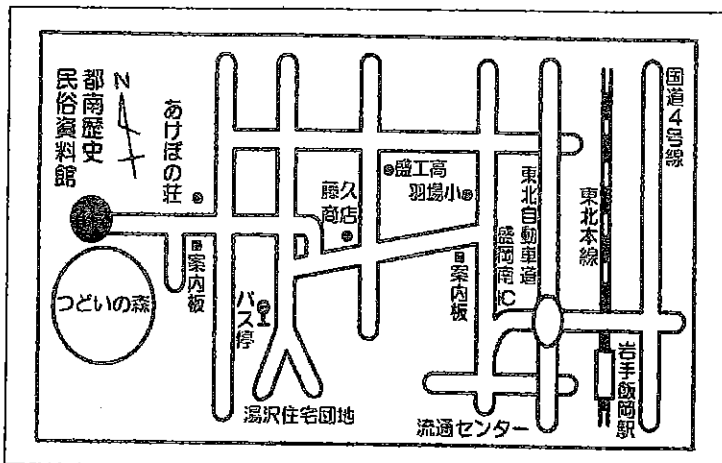 都南歴史
民俗資料館
N
あけぼの荘
案内板
つどいの森
バス停
湯沢住宅団地
藤久
商店
盛工高
羽場小
案内板
流通センター
東北自動車道
盛岡南IC
東北本線
岩手飯岡駅
国道4号線